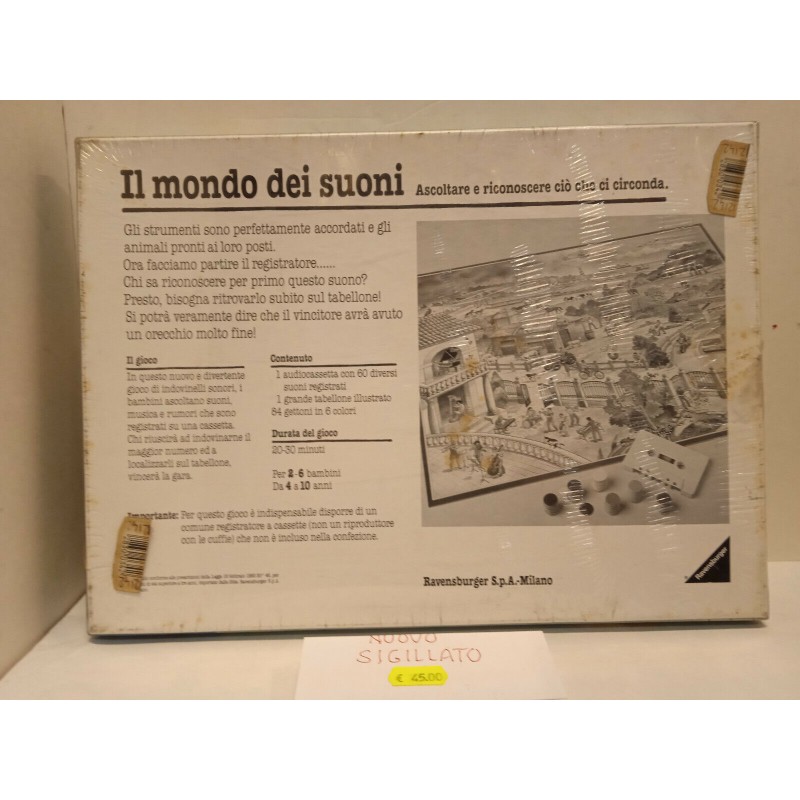 Il mondo dei suoni Ascoltare e riconoscere ciò che ci circonda.
Gli strumenti sono perfettamente accordati e gli
animali pronti ai loro posti.
Ora facciamo partire il registratore......
Chi sa riconoscere per primo questo suono?
Presto, bisogna ritrovarlo subito sul tabellone!
Si potrà veramente dire che il vincitore avrà avuto
un orecchio molto fine!
Il gioco
In questo nuovo e divertente
gioco di indovinelli sonori, i
bambini ascoltano suoni,
musica e rumori che sono
registrati su una cassetta.
Chi riuscirà ad indovinarne il
maggior numero ed a
localizzarli sul tabellone,
vincerà la gara.
Contenuto
1 audiocassetta con 60 diversi
suoni registrati
1 grande tabellone illustrato
84 gettoni in 6 colori
Durata del gioco
20-30 minuti
Per 2-6 bambini
Da 4 a 10 anni
Importante: Per questo gioco è indispensabile disporre di un
comune registratore a cassette (non un riproduttore
con le cuffie) che non è incluso nella confezione.
Ravensburger S.p.A.-Milano
Ravensburger
NUOVO
SIGILLATO
€ 45.00